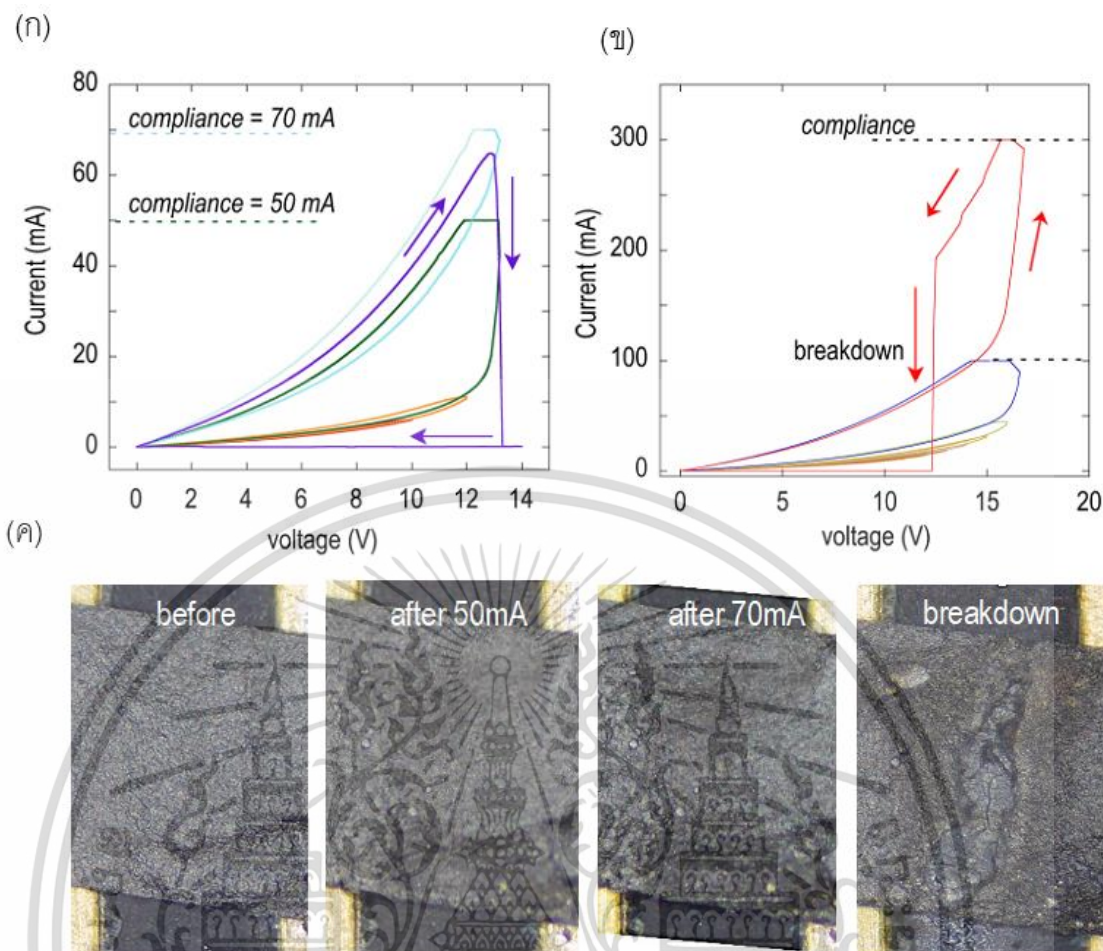 (ก)
80
60
40
20
0
Current (mA)
compliance = 70 mA
compliance = 50 mA
0 2 4 6 8 10 12 14
voltage (V)
(ข)
300
200
100
0
Current (mA)
compliance
breakdown
0 5 10 15 20
voltage (V)
(ค)
before
after 50mA
after 70mA
breakdown